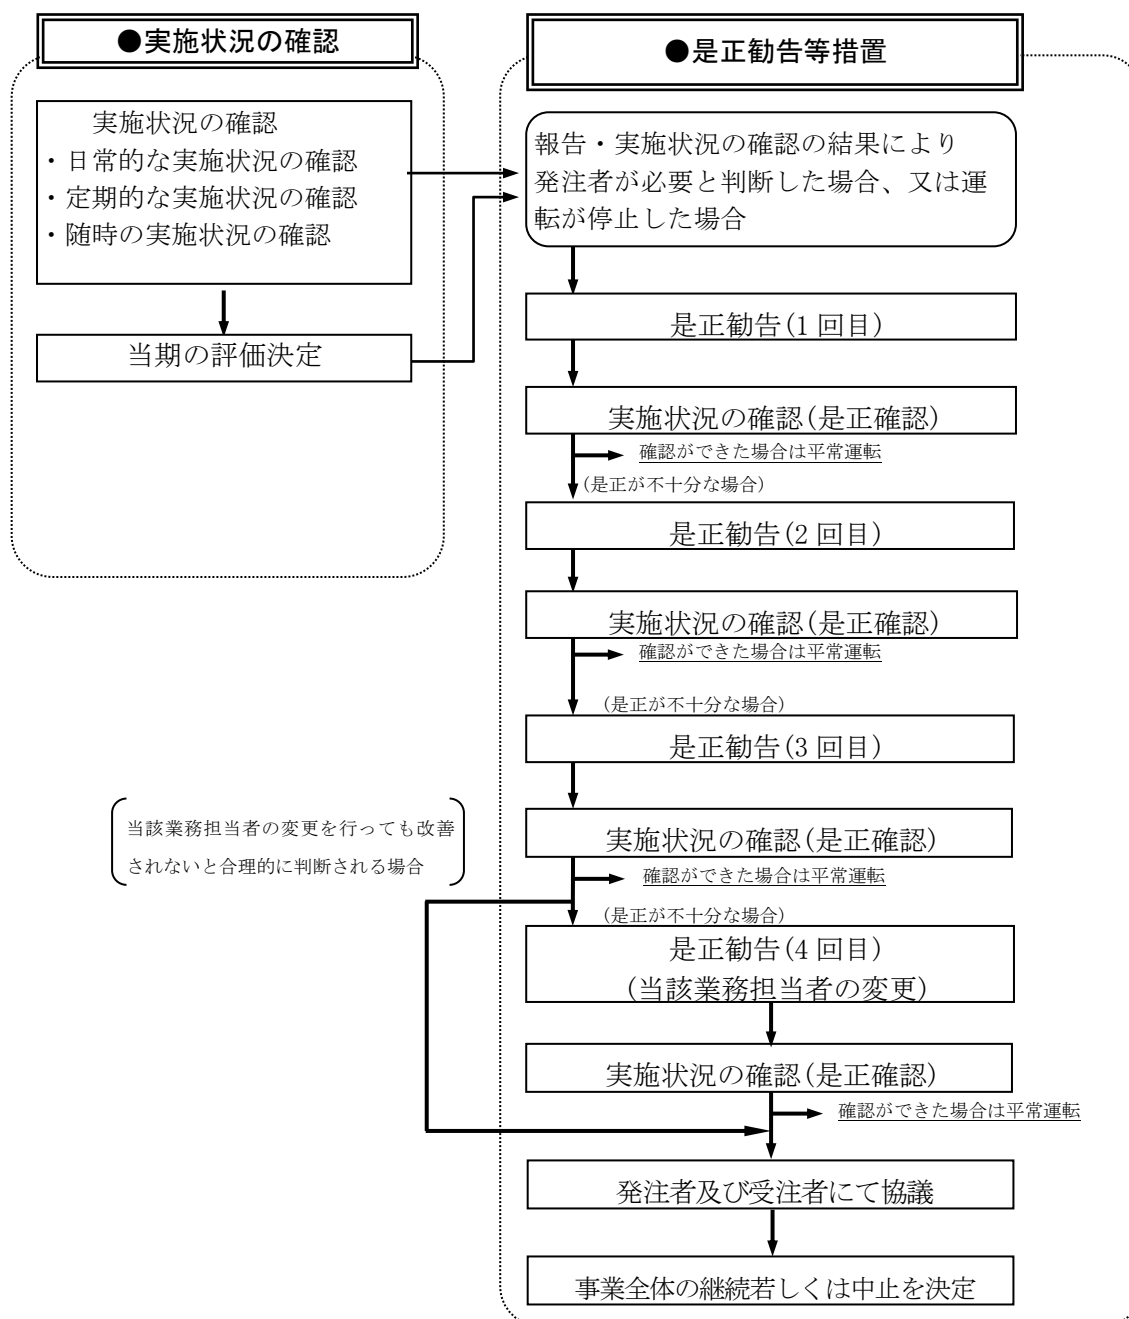 ●実施状況の確認
実施状況の確認
・日常的な実施状況の確認
・定期的な実施状況の確認
・随時の実施状況の確認
当期の評価決定
●是正勧告等措置
報告・実施状況の確認の結果により
発注者が必要と判断した場合、又は運
転が停止した場合
是正勧告(1 回目)
実施状況の確認(是正確認)
確認ができた場合は平常運転
(是正が不十分な場合)
是正勧告(2 回目)
実施状況の確認(是正確認)
確認ができた場合は平常運転
(是正が不十分な場合)
是正勧告(3 回目)
実施状況の確認(是正確認)
当該業務担当者の変更を行っても改善
されないと合理的に判断される場合
確認ができた場合は平常運転
(是正が不十分な場合)
是正勧告(4 回目)
(当該業務担当者の変更)
実施状況の確認(是正確認)
確認ができた場合は平常運転
発注者及び受注者にて協議
事業全体の継続若しくは中止を決定